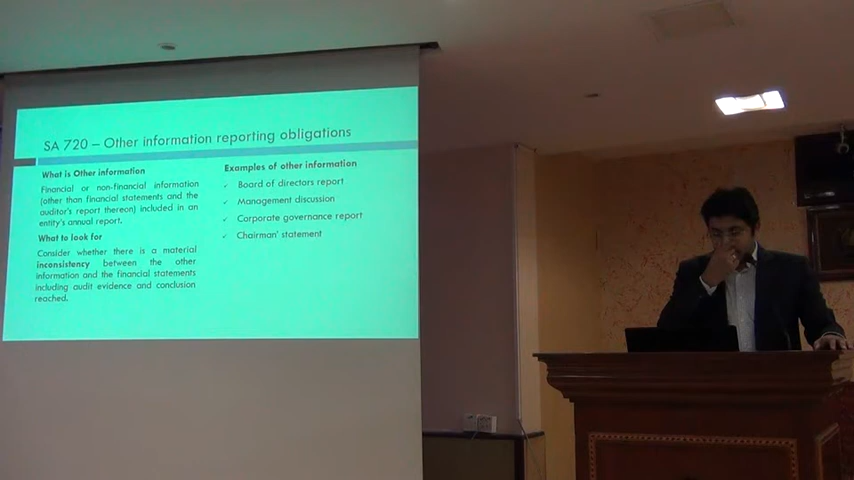 SA 720 – Other information reporting obligations
What is Other information
Financial or non-financial information
(other than financial statements and the
auditor's report thereon) included in an
entity's annual report.
What to look for
Consider whether there is a material
inconsistency between the other
information and the financial statements
including audit evidence and conclusion
reached.
Examples of other information
✓ Board of directors report
✓ Management discussion
✓ Corporate governance report
✓ Chairman' statement